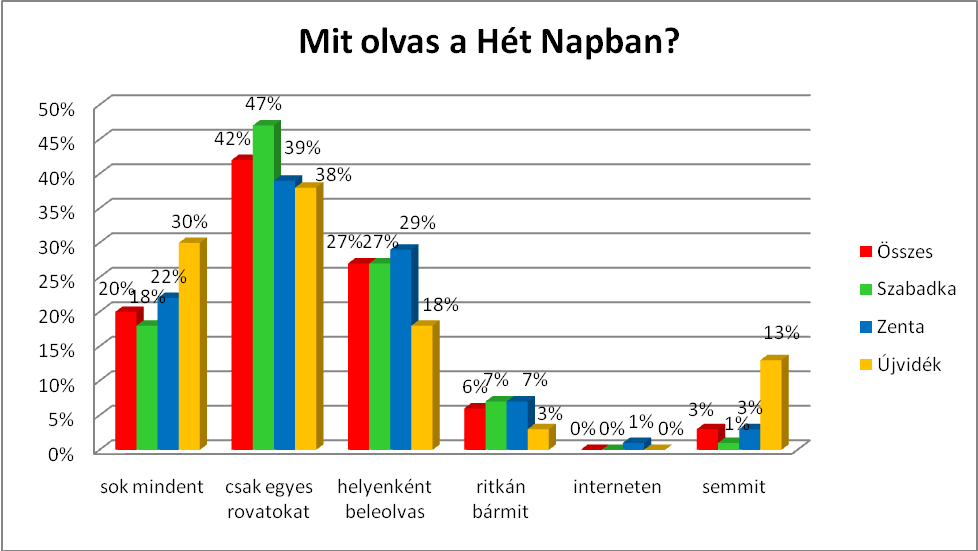 Mit olvas a Hét Napban?
50%
45%
40%
35%
30%
25%
20%
15%
10%
5%
0%
20%
18%
22%
30%
42%
47%
39%
38%
27%
27%
29%
18%
6%
7%
7%
3%
0%
0%
1%
0%
3%
1%
3%
13%
sok mindent
csak egyes
rovatokat
helyenként
beleolvas
ritkán
bármit
interneten
semmit
Összes
Szabadka
Zenta
Újvidék